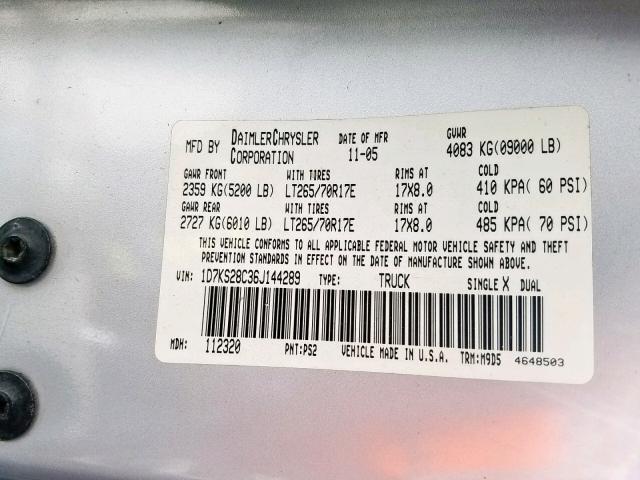 MFD BY DAIMLERCHRYSLER CORPORATION DATE OF MFR 11-05 GVWR 4083 KG(09000 LB)
GAWR FRONT WITH TIRES RIMS AT COLD
2359 KG(5200 LB) LT265/70R17E 17X8.0 410 KPA( 60 PSI)
GAWR REAR WITH TIRES RIMS AT COLD
2727 KG(6010 LB) LT265/70R17E 17X8.0 485 KPA( 70 PSI)
THIS VEHICLE CONFORMS TO ALL APPLICABLE FEDERAL MOTOR VEHICLE SAFETY AND THEFT
PREVENTION STANDARDS IN EFFECT ON THE DATE OF MANUFACTURE SHOWN ABOVE.
VIN: 1D7KS28C36J144289 TYPE: TRUCK SINGLE X DUAL
MDH: 112320 PNT:PS2 VEHICLE MADE IN U.S.A. TRM:M9D5 4648503